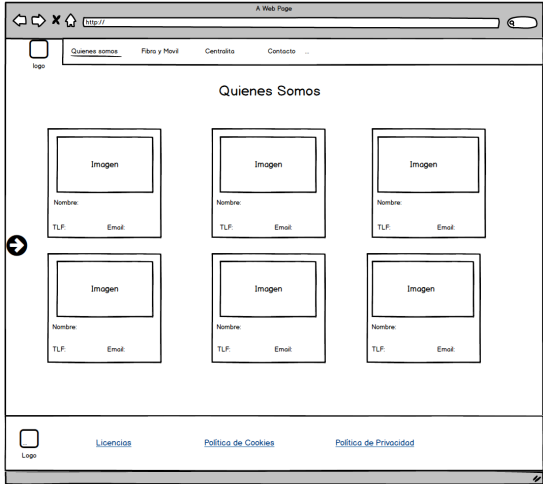 A Web Page
http://
logo
Quienes somos Fibra y Movil Centralita Contacto ...
Quienes Somos
Imagen Imagen Imagen
Nombre: Nombre: Nombre:
TLF: Email: TLF: Email: TLF: Email:
Imagen Imagen Imagen
Nombre: Nombre: Nombre:
TLF: Email: TLF: Email: TLF: Email:
Logo
Licencias Política de Cookies Política de Privacidad